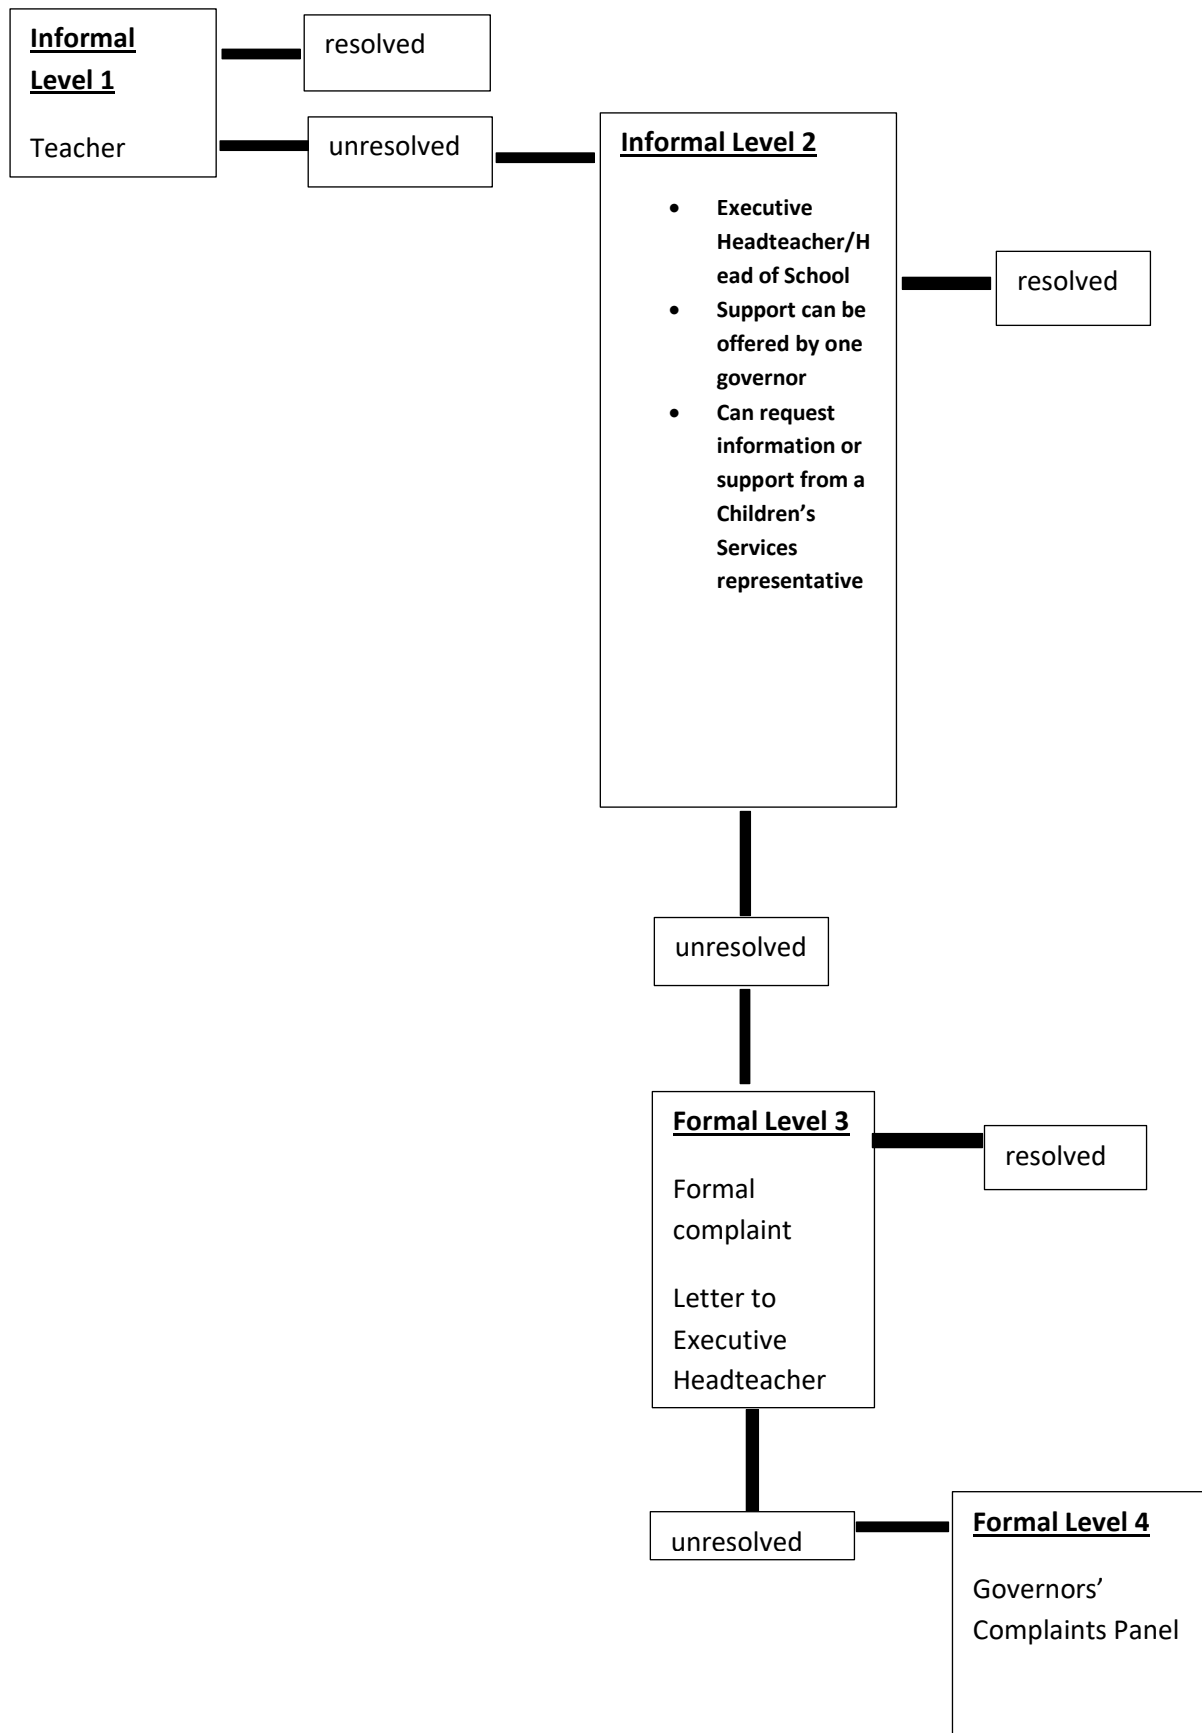 Informal
Level 1
Teacher
resolved
unresolved
Informal Level 2
• Executive
Headteacher/H
ead of School
• Support can be
offered by one
governor
• Can request
information or
support from a
Children’s
Services
representative
resolved
unresolved
Formal Level 3
Formal
complaint
Letter to
Executive
Headteacher
resolved
unresolved
Formal Level 4
Governors’
Complaints Panel